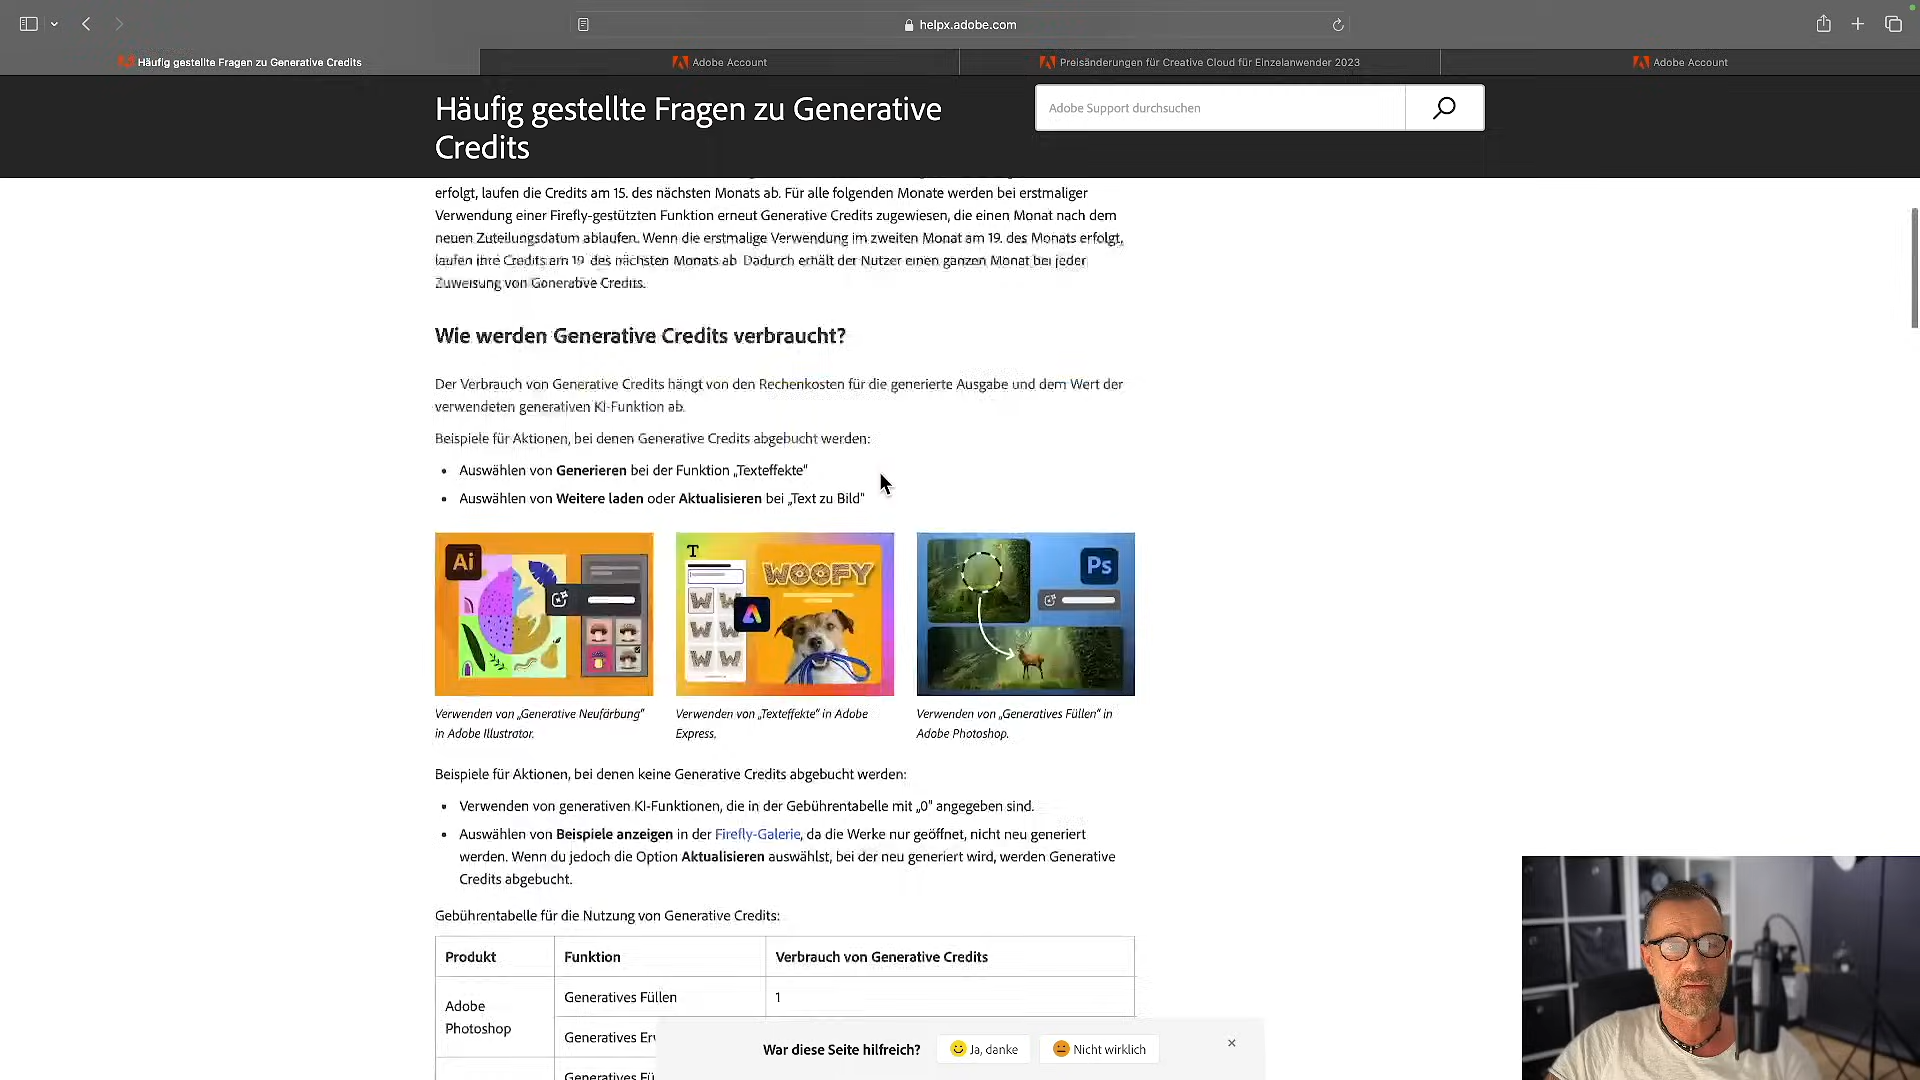 helpx.adobe.com
Häufig gestellte Fragen zu Generative Credits
Adobe Account
Preisänderungen für Creative Cloud für Einzelanwender 2023
Adobe Account
Häufig gestellte Fragen zu Generative
Credits
Adobe Support durchsuchen
erfolgt, laufen die Credits am 15. des nächsten Monats ab. Für alle folgenden Monate werden bei erstmaliger
Verwendung einer Firefly-gestützten Funktion erneut Generative Credits zugewiesen, die einen Monat nach dem
neuen Zuteilungsdatum ablaufen. Wenn die erstmalige Verwendung im zweiten Monat am 19. des Monats erfolgt,
laufen ihre Credits am 19. des nächsten Monats ab. Dadurch erhält der Nutzer einen ganzen Monat bei jeder
Zuweisung von Generative Credits.
Wie werden Generative Credits verbraucht?
Der Verbrauch von Generative Credits hängt von den Rechenkosten für die generierte Ausgabe und dem Wert der
verwendeten generativen KI-Funktion ab.
Beispiele für Aktionen, bei denen Generative Credits abgebucht werden:
• Auswählen von Generieren bei der Funktion „Texteffekte“
• Auswählen von Weitere laden oder Aktualisieren bei „Text zu Bild“
Ai
T
WOOFY
W W
W W
W W
Ps
Verwenden von „Generative Neufärbung“
in Adobe Illustrator.
Verwenden von „Texteffekte“ in Adobe
Express.
Verwenden von „Generatives Füllen“ in
Adobe Photoshop.
Beispiele für Aktionen, bei denen keine Generative Credits abgebucht werden:
• Verwenden von generativen KI-Funktionen, die in der Gebührentabelle mit „0“ angegeben sind.
• Auswählen von Beispiele anzeigen in der Firefly-Galerie, da die Werke nur geöffnet, nicht neu generiert
werden. Wenn du jedoch die Option Aktualisieren auswählst, bei der neu generiert wird, werden Generative
Credits abgebucht.
Gebührentabelle für die Nutzung von Generative Credits:
Produkt Funktion Verbrauch von Generative Credits
Adobe
Photoshop
Generatives Füllen 1
Generatives
War diese Seite hilfreich? Ja, danke Nicht wirklich